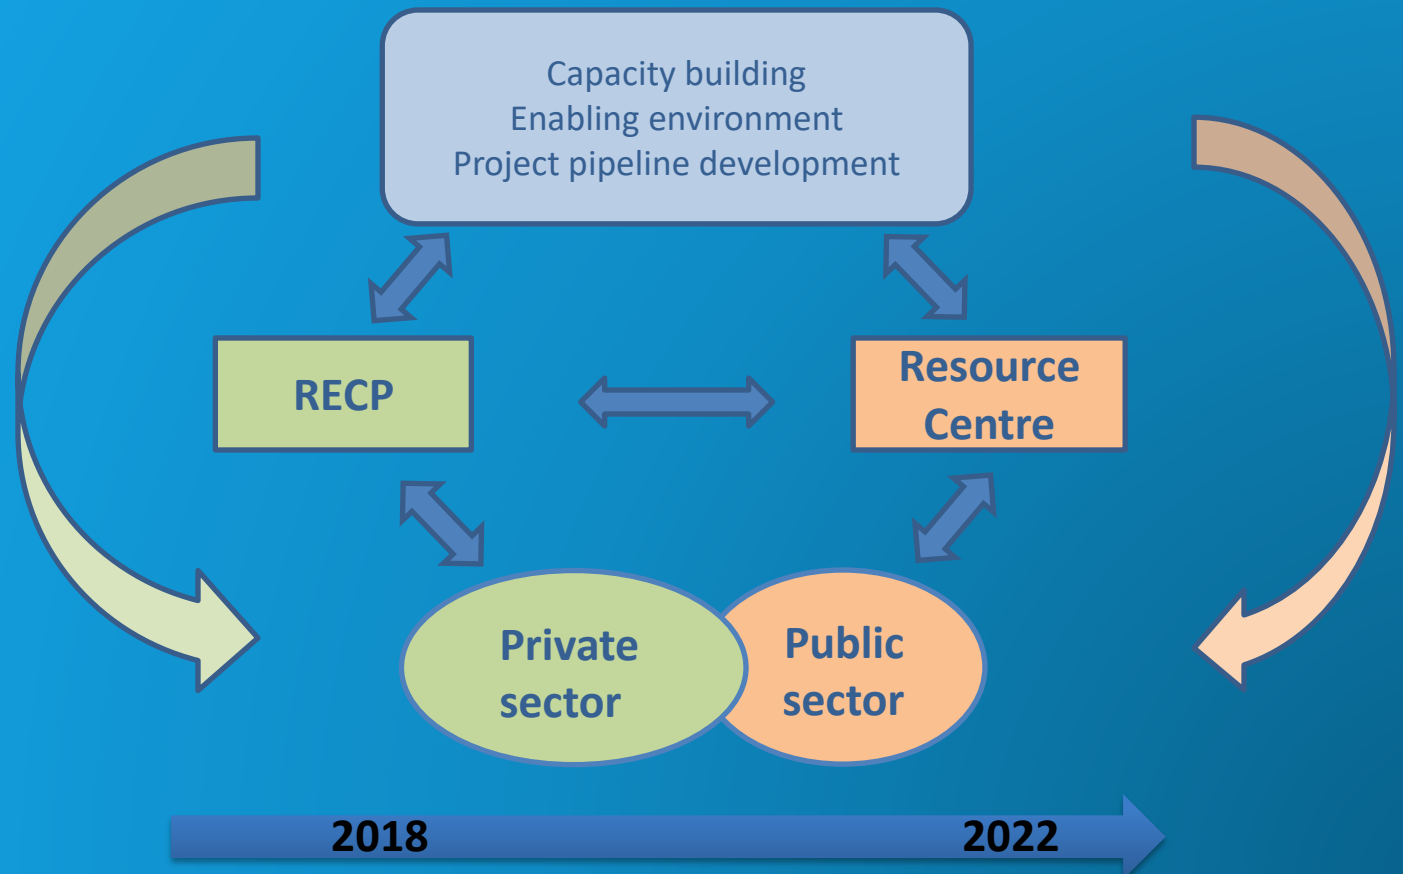 Capacity building
Enabling environment
Project pipeline development
RECP
Resource
Centre
Private
sector
Public
sector
2018
2022